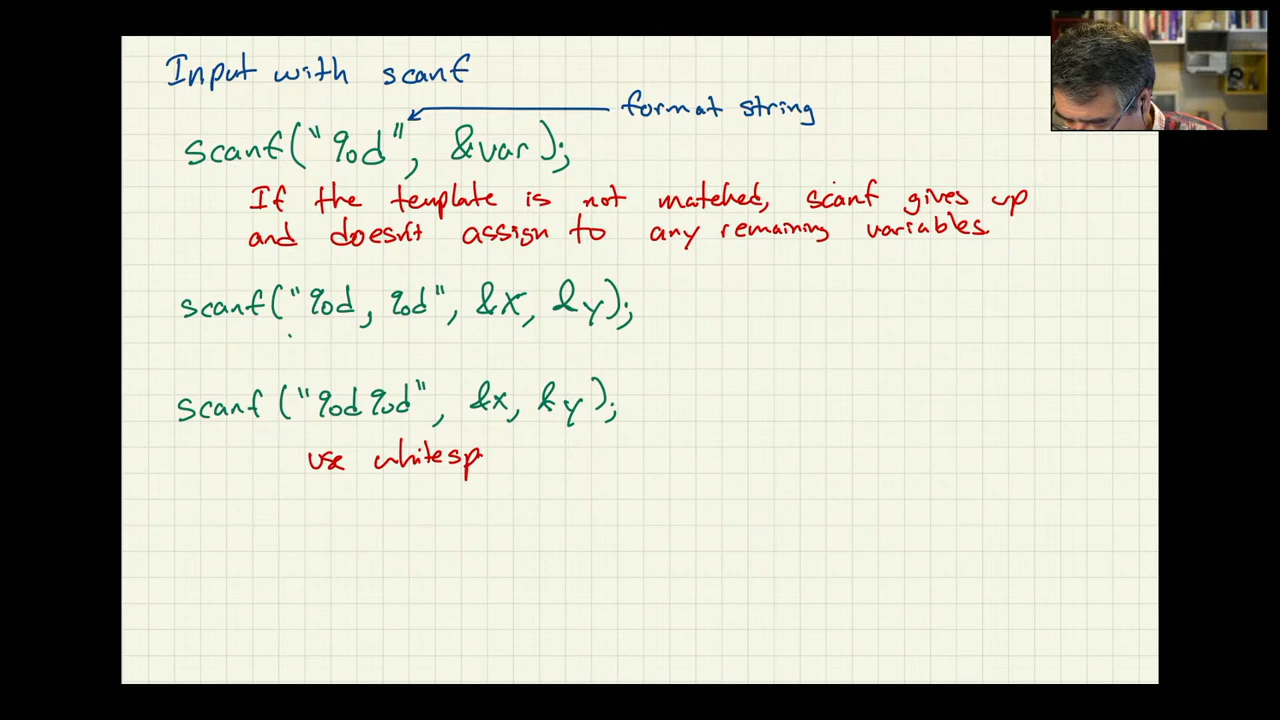 Input with scanf
format string
scanf("%d", &var);
If the template is not matched, scanf gives up
and doesn't assign to any remaining variables.
scanf("%d, %d", &x, &y);
scanf ("%d%d", &x, &y);
use whitesp